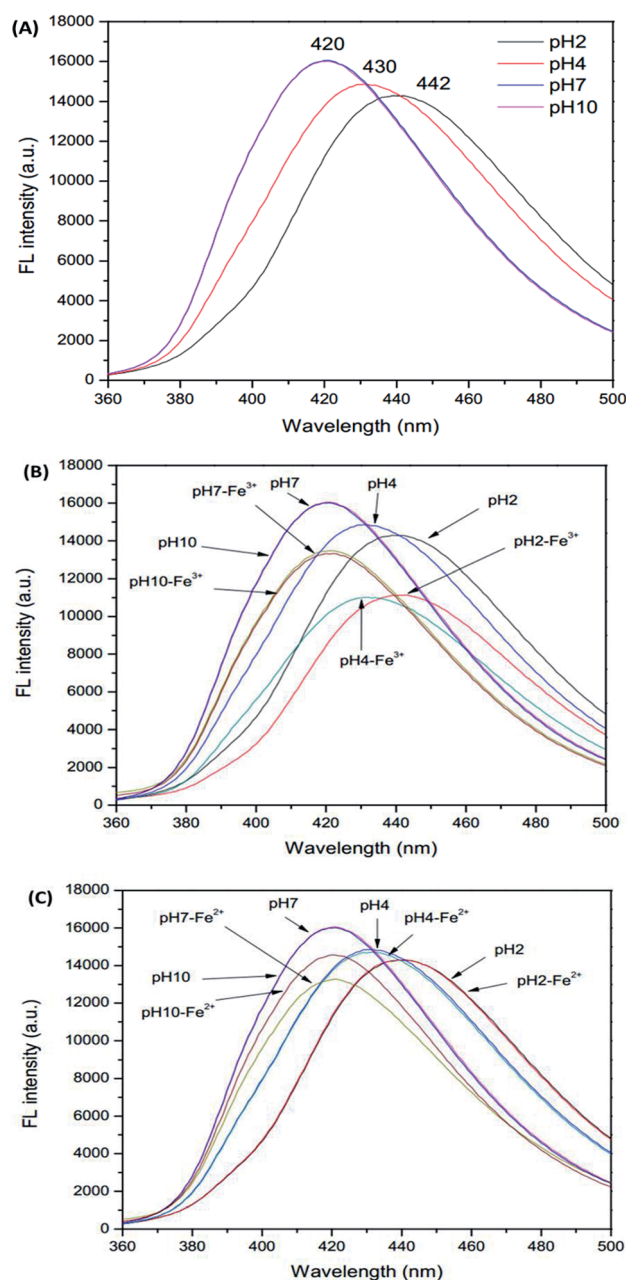 (A)
18000
16000
14000
12000
10000
8000
6000
4000
2000
0
FL intensity (a.u.)
420
430
442
pH2
pH4
pH7
pH10
360 380 400 420 440 460 480 500
Wavelength (nm)
(B)
18000
16000
14000
12000
10000
8000
6000
4000
2000
0
FL intensity (a.u.)
pH7-Fe³⁺
pH7
pH4
pH2
pH10
pH2-Fe³⁺
pH10-Fe³⁺
pH4-Fe³⁺
360 380 400 420 440 460 480 500
Wavelength (nm)
(C)
18000
16000
14000
12000
10000
8000
6000
4000
2000
0
FL intensity (a.u.)
pH7
pH4
pH7-Fe²⁺
pH4-Fe²⁺
pH2
pH10
pH2-Fe²⁺
pH10-Fe²⁺
360 380 400 420 440 460 480 500
Wavelength (nm)